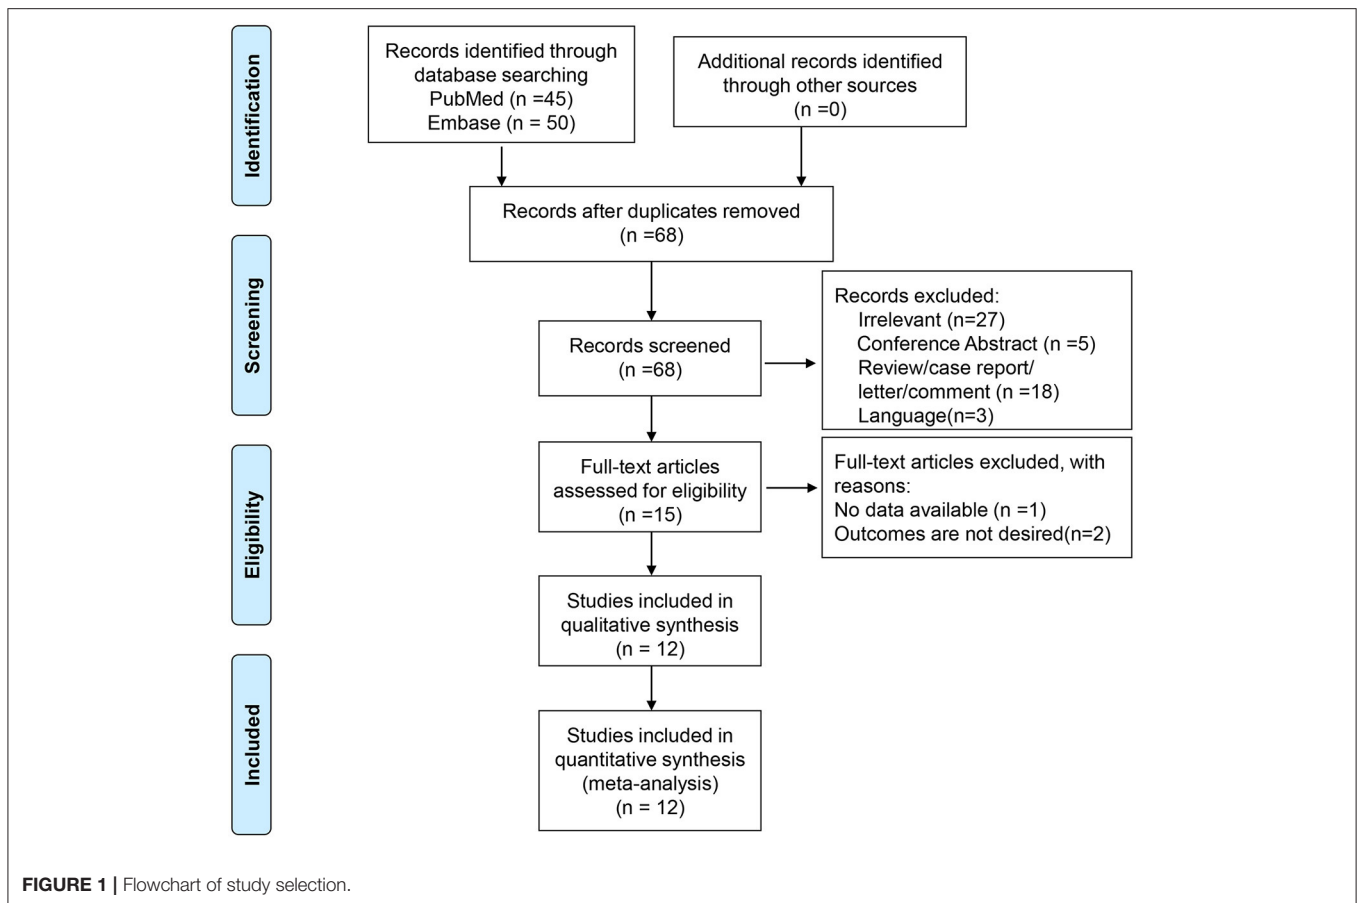 Identification
Records identified through
database searching
PubMed (n =45)
Embase (n = 50)
Additional records identified
through other sources
(n =0)
Records after duplicates removed
(n =68)
Screening
Records screened
(n =68)
Records excluded:
Irrelevant (n=27)
Conference Abstract (n =5)
Review/case report/
letter/comment (n =18)
Language(n=3)
Eligibility
Full-text articles
assessed for eligibility
(n =15)
Full-text articles excluded, with
reasons:
No data available (n =1)
Outcomes are not desired(n=2)
Studies included in
qualitative synthesis
(n = 12)
Included
Studies included in
quantitative synthesis
(meta-analysis)
(n = 12)
FIGURE 1 | Flowchart of study selection.